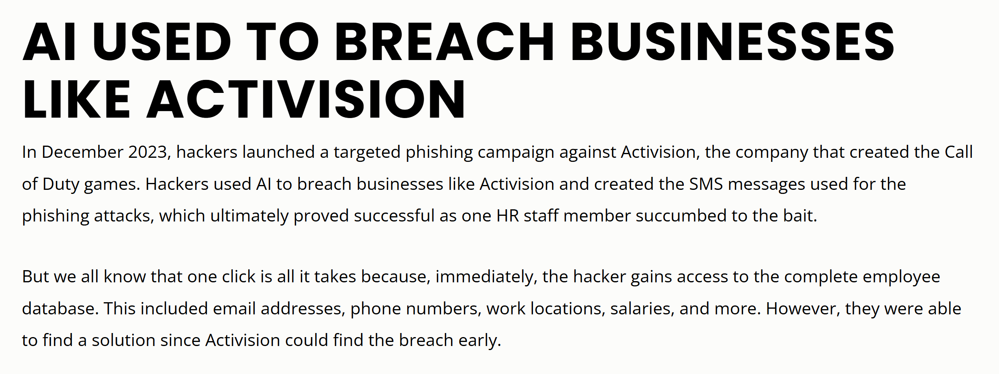 AI USED TO BREACH BUSINESSES
LIKE ACTIVISION
In December 2023, hackers launched a targeted phishing campaign against Activision, the company that created the Call
of Duty games. Hackers used AI to breach businesses like Activision and created the SMS messages used for the
phishing attacks, which ultimately proved successful as one HR staff member succumbed to the bait.
But we all know that one click is all it takes because, immediately, the hacker gains access to the complete employee
database. This included email addresses, phone numbers, work locations, salaries, and more. However, they were able
to find a solution since Activision could find the breach early.